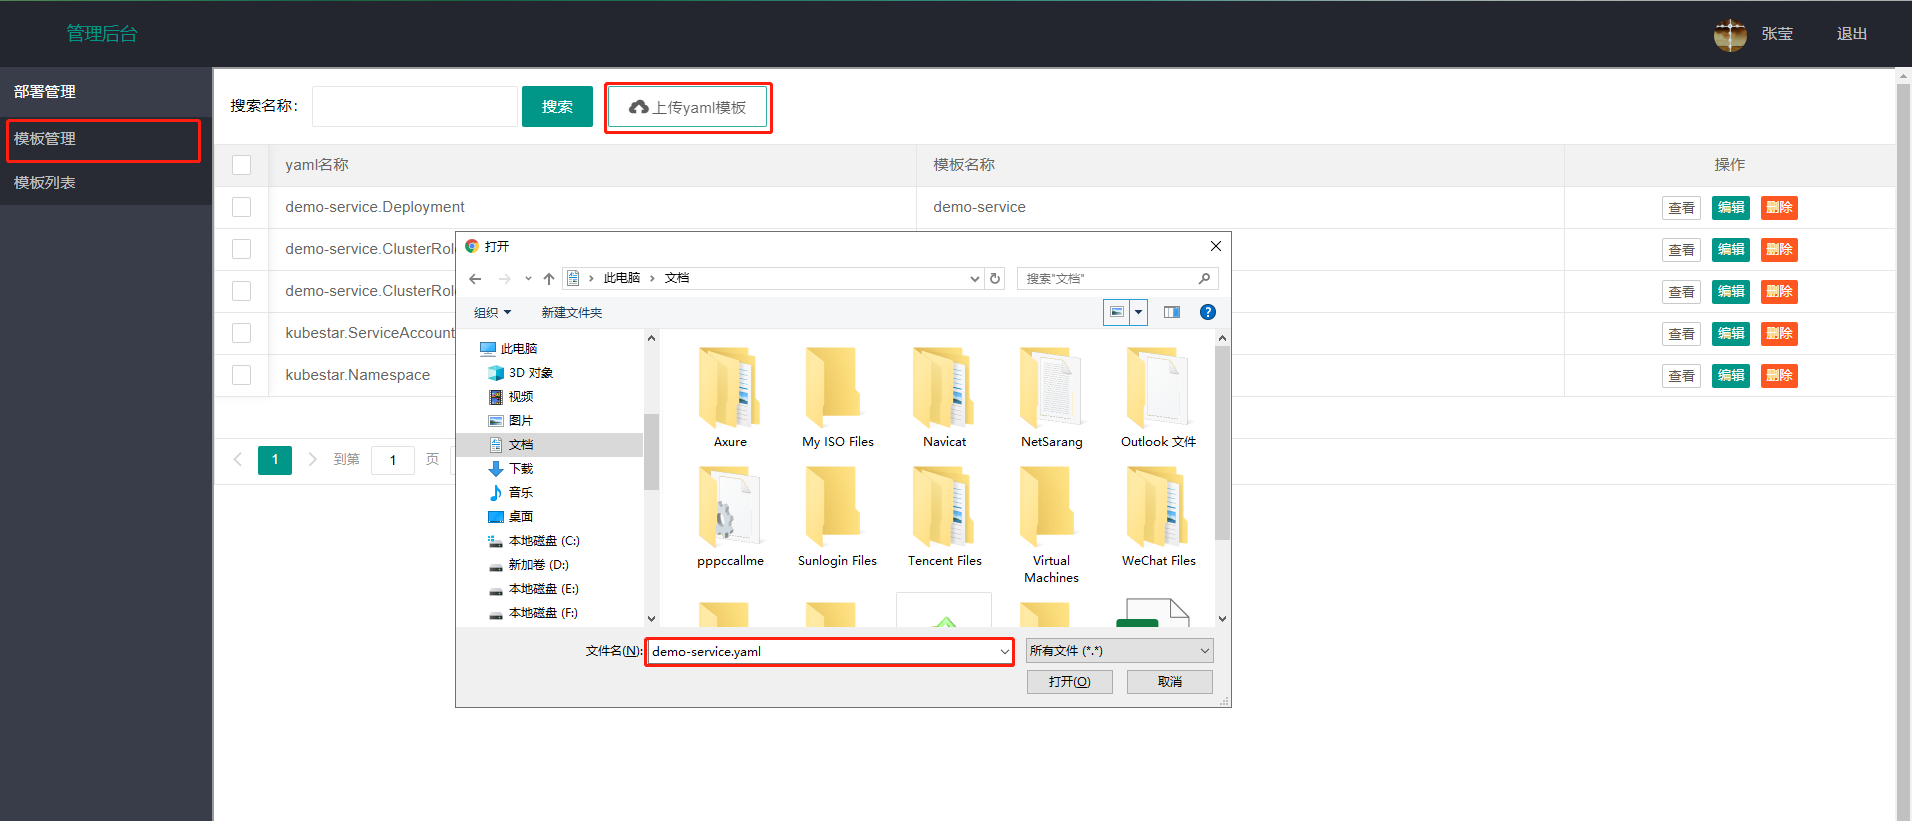 管理后台
张莹
退出
部署管理
模板管理
模板列表
搜索名称：
搜索
上传yaml模板
yaml名称
模板名称
操作
demo-service.Deployment
demo-service
查看
编辑
删除
demo-service.ClusterRol
查看
编辑
删除
demo-service.ClusterRol
查看
编辑
删除
kubestar.ServiceAccount
查看
编辑
删除
kubestar.Namespace
查看
编辑
删除
1
到第
1
页
打开
此电脑
文档
搜索"文档"
组织
新建文件夹
此电脑
3D 对象
视频
图片
文档
下载
音乐
桌面
本地磁盘 (C:)
新加卷 (D:)
本地磁盘 (E:)
本地磁盘 (F:)
Axure
My ISO Files
Navicat
NetSarang
Outlook 文件
pppccallme
Sunlogin Files
Tencent Files
Virtual
Machines
WeChat Files
文件名(N):
demo-service.yaml
所有文件 (*.*)
打开(O)
取消